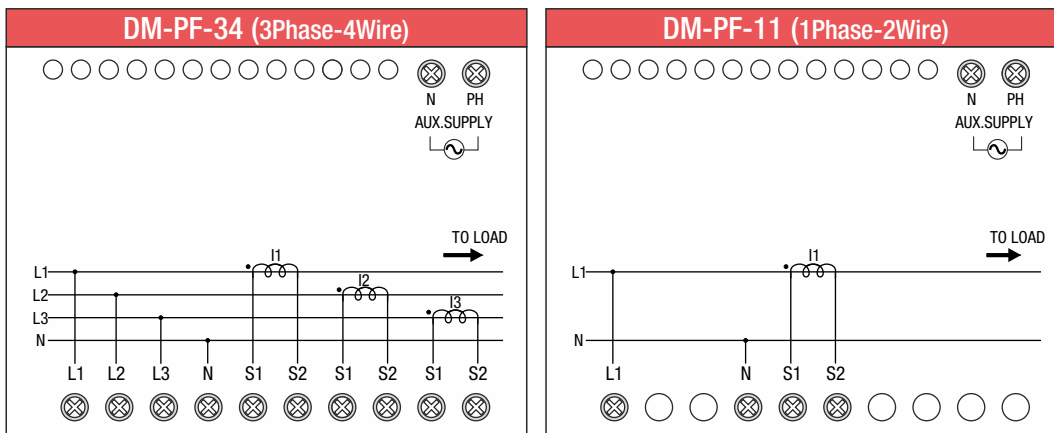 DM-PF-34 (3Phase-4Wire)
N PH
AUX.SUPPLY
TO LOAD
I1
L1
I2
L2
I3
L3
N
L1 L2 L3 N S1 S2 S1 S2 S1 S2
DM-PF-11 (1Phase-2Wire)
N PH
AUX.SUPPLY
TO LOAD
I1
L1
N
L1 N S1 S2